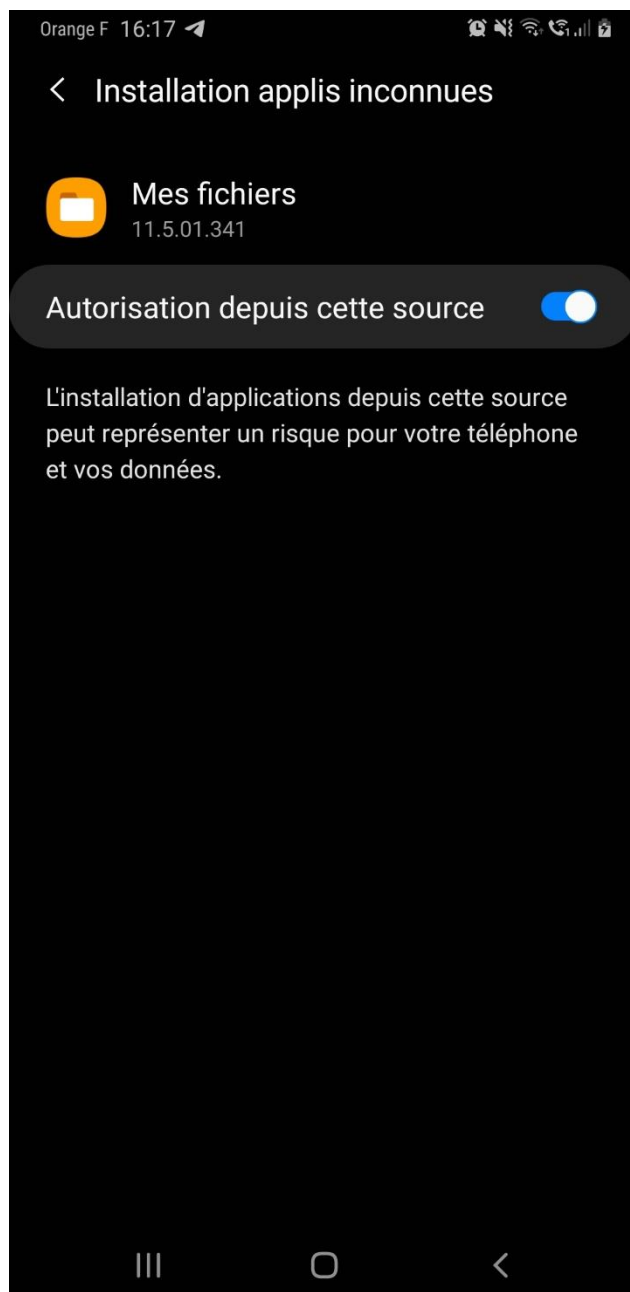 Orange F 16:17
Installation applis inconnues
Mes fichiers
11.5.01.341
Autorisation depuis cette source
L'installation d'applications depuis cette source
peut représenter un risque pour votre téléphone
et vos données.